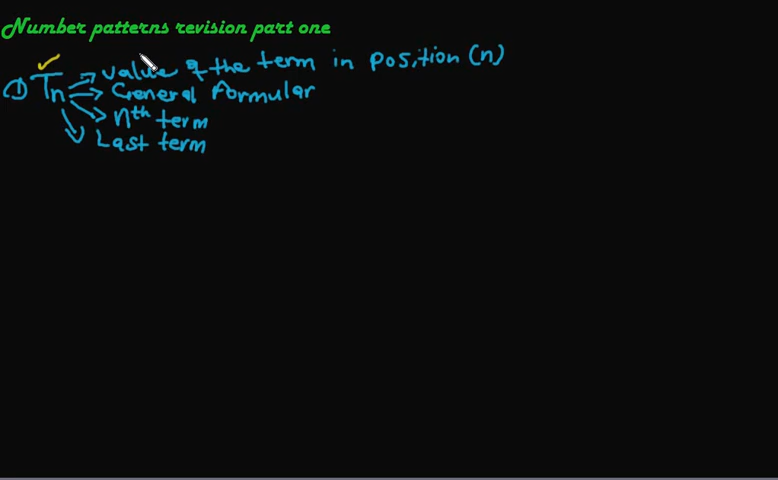 Number patterns revision part one
① Tn value of the term in position (n)
General Formular
nth term
Last term